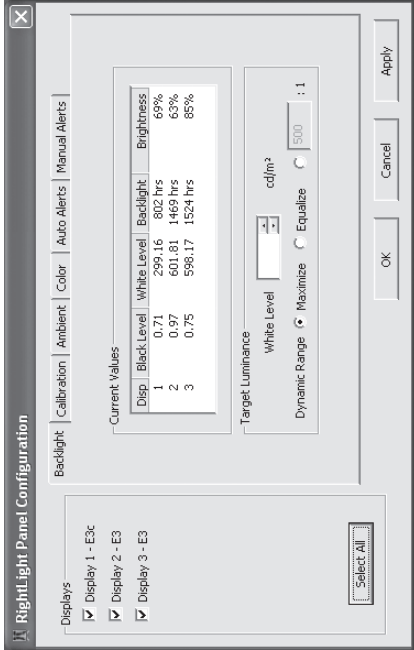 RightLight Panel Configuration
Displays
Display 1 - E3c
Display 2 - E3
Display 3 - E3
Select All
Backlight Calibration Ambient Color Auto Alerts Manual Alerts
Current Values
Disp Black Level White Level Backlight Brightness
1 0.71 299.16 802 hrs 69%
2 0.97 601.81 1469 hrs 63%
3 0.75 598.17 1524 hrs 85%
Target Luminance
White Level cd/m²
Dynamic Range Maximize Equalize 500 : 1
OK Cancel Apply